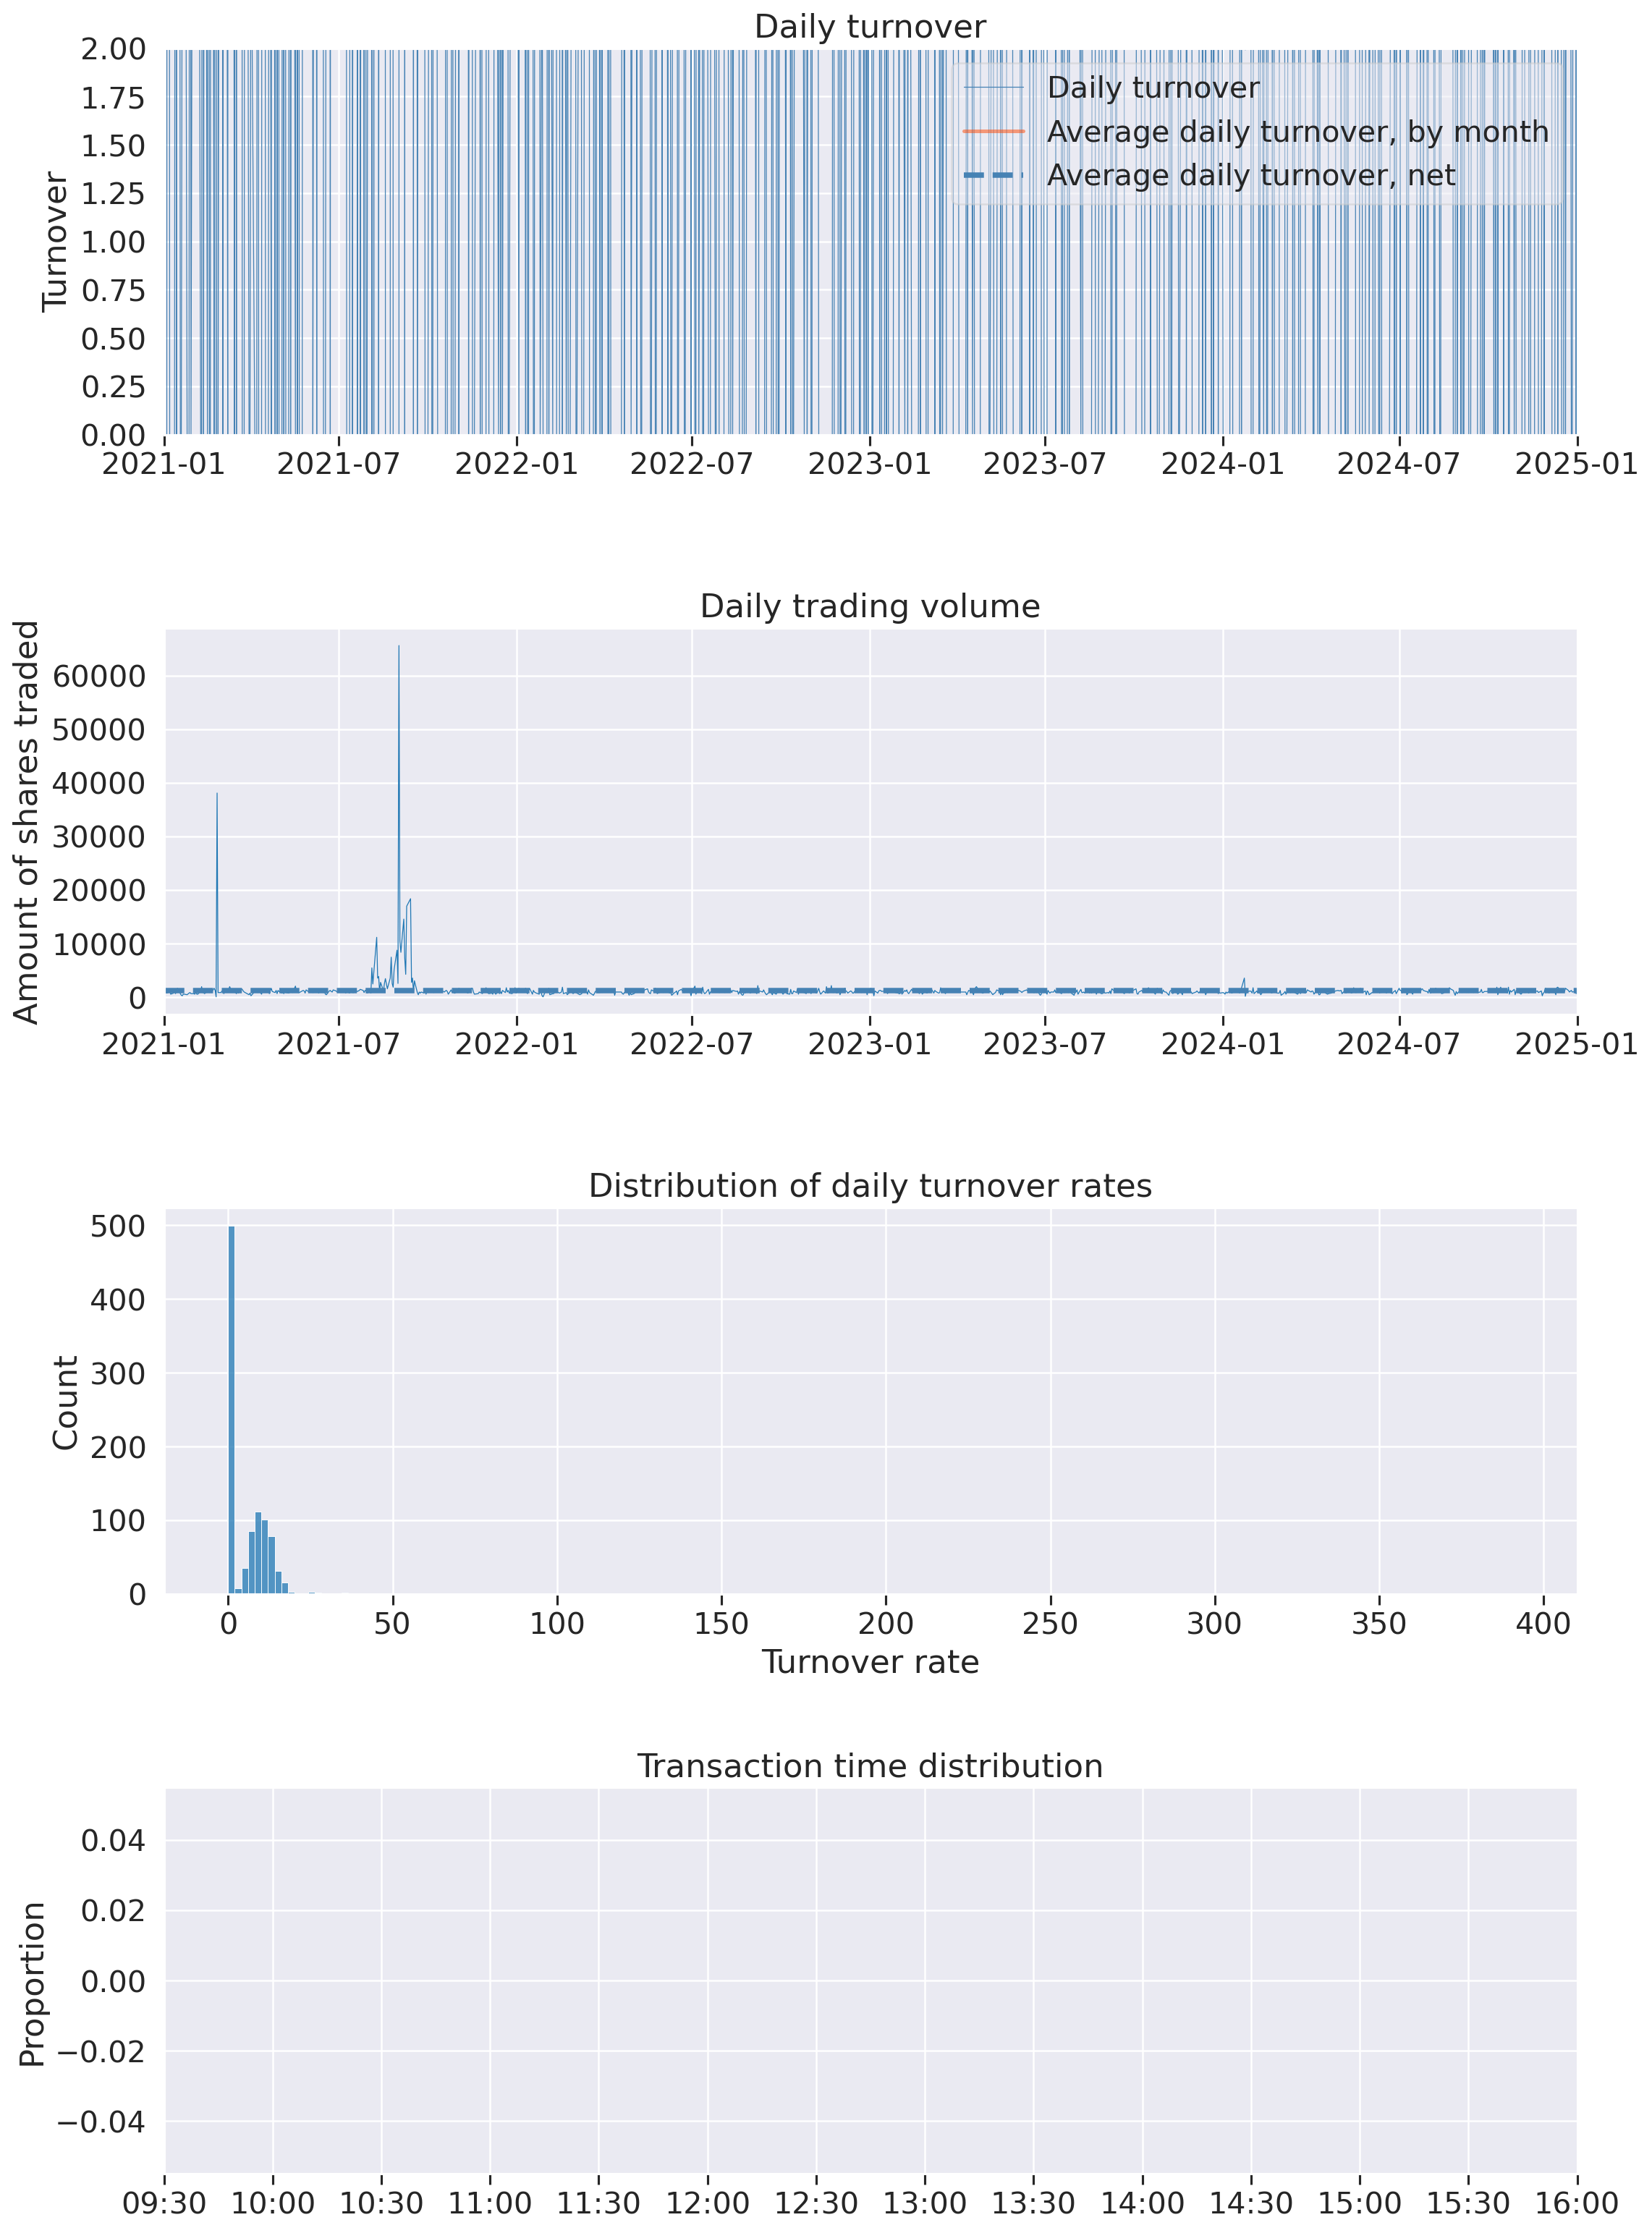 Daily turnover
2.00
1.75
1.50
1.25
1.00
0.75
0.50
0.25
0.00
Turnover
Daily turnover
Average daily turnover, by month
Average daily turnover, net
2021-01 2021-07 2022-01 2022-07 2023-01 2023-07 2024-01 2024-07 2025-01
Daily trading volume
Amount of shares traded
60000
50000
40000
30000
20000
10000
0
2021-01 2021-07 2022-01 2022-07 2023-01 2023-07 2024-01 2024-07 2025-01
Distribution of daily turnover rates
500
400
300
200
100
0
Count
0 50 100 150 200 250 300 350 400
Turnover rate
Transaction time distribution
0.04
0.02
0.00
−0.02
−0.04
Proportion
09:30 10:00 10:30 11:00 11:30 12:00 12:30 13:00 13:30 14:00 14:30 15:00 15:30 16:00